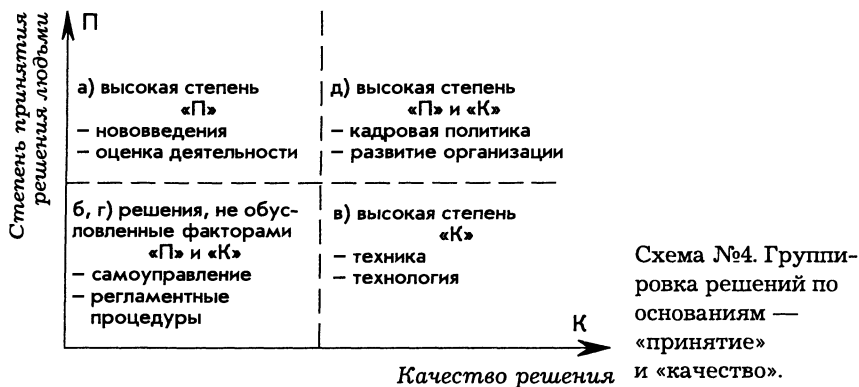 Степень принятия
решения людьми
П
а) высокая степень
«П»
– нововведения
– оценка деятельности
д) высокая степень
«П» и «К»
– кадровая политика
– развитие организации
б, г) решения, не обус-
ловленные факторами
«П» и «К»
– самоуправление
– регламентные
процедуры
в) высокая степень
«К»
– техника
– технология
К
Качество решения
Схема №4. Группи-
ровка решений по
основаниям —
«принятие»
и «качество».